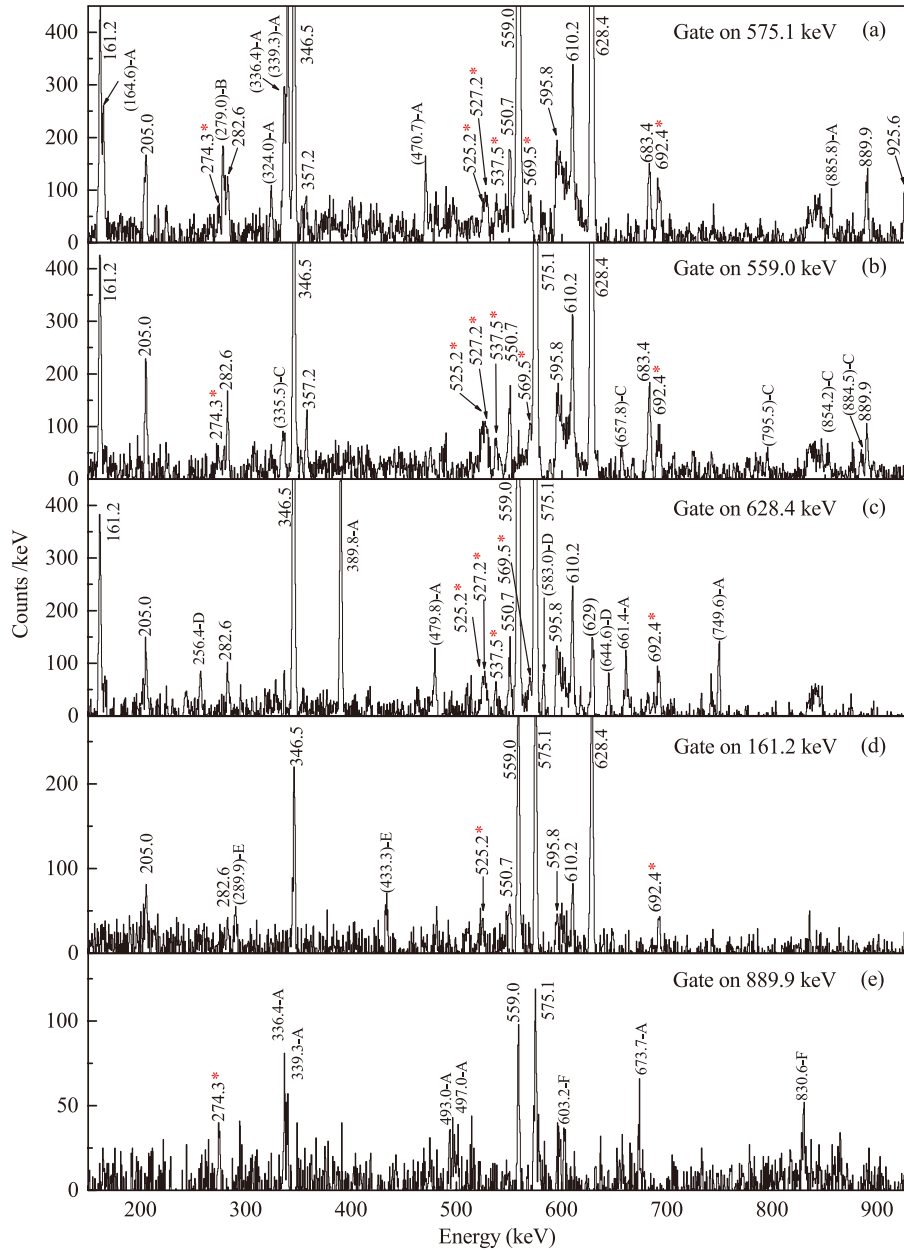 Counts /keV
Gate on 575.1 keV (a)
400
300
200
100
0
161.2
(164.6)-A
205.0
274.3*
(279.0)-B
282.6
(324.0)-A
(336.4)-A
(339.3)-A
346.5
357.2
(470.7)-A
525.2*
527.2*
537.5*
550.7
559.0
569.5*
595.8
610.2
628.4
683.4
692.4*
(885.8)-A
889.9
925.6
Gate on 559.0 keV (b)
400
300
200
100
0
161.2
205.0
274.3*
282.6
(335.5)-C
346.5
357.2
525.2*
527.2*
537.5*
550.7
569.5*
575.1
595.8
610.2
628.4
(657.8)-C
683.4
692.4*
(795.5)-C
(854.2)-C
(884.5)-C
889.9
Gate on 628.4 keV (c)
400
300
200
100
0
161.2
205.0
256.4-D
282.6
346.5
389.8-A
(479.8)-A
525.2*
527.2*
537.5*
550.7
559.0
569.5*
575.1
(583.0)-D
595.8
610.2
(629)
(644.6)-D
661.4-A
692.4*
(749.6)-A
Gate on 161.2 keV (d)
200
100
0
205.0
282.6
(289.9)-E
346.5
(433.3)-E
525.2*
550.7
559.0
575.1
595.8
610.2
628.4
692.4*
Gate on 889.9 keV (e)
100
50
0
274.3*
336.4-A
339.3-A
493.0-A
497.0-A
559.0
575.1
603.2-F
673.7-A
830.6-F
200 300 400 500 600 700 800 900
Energy (keV)